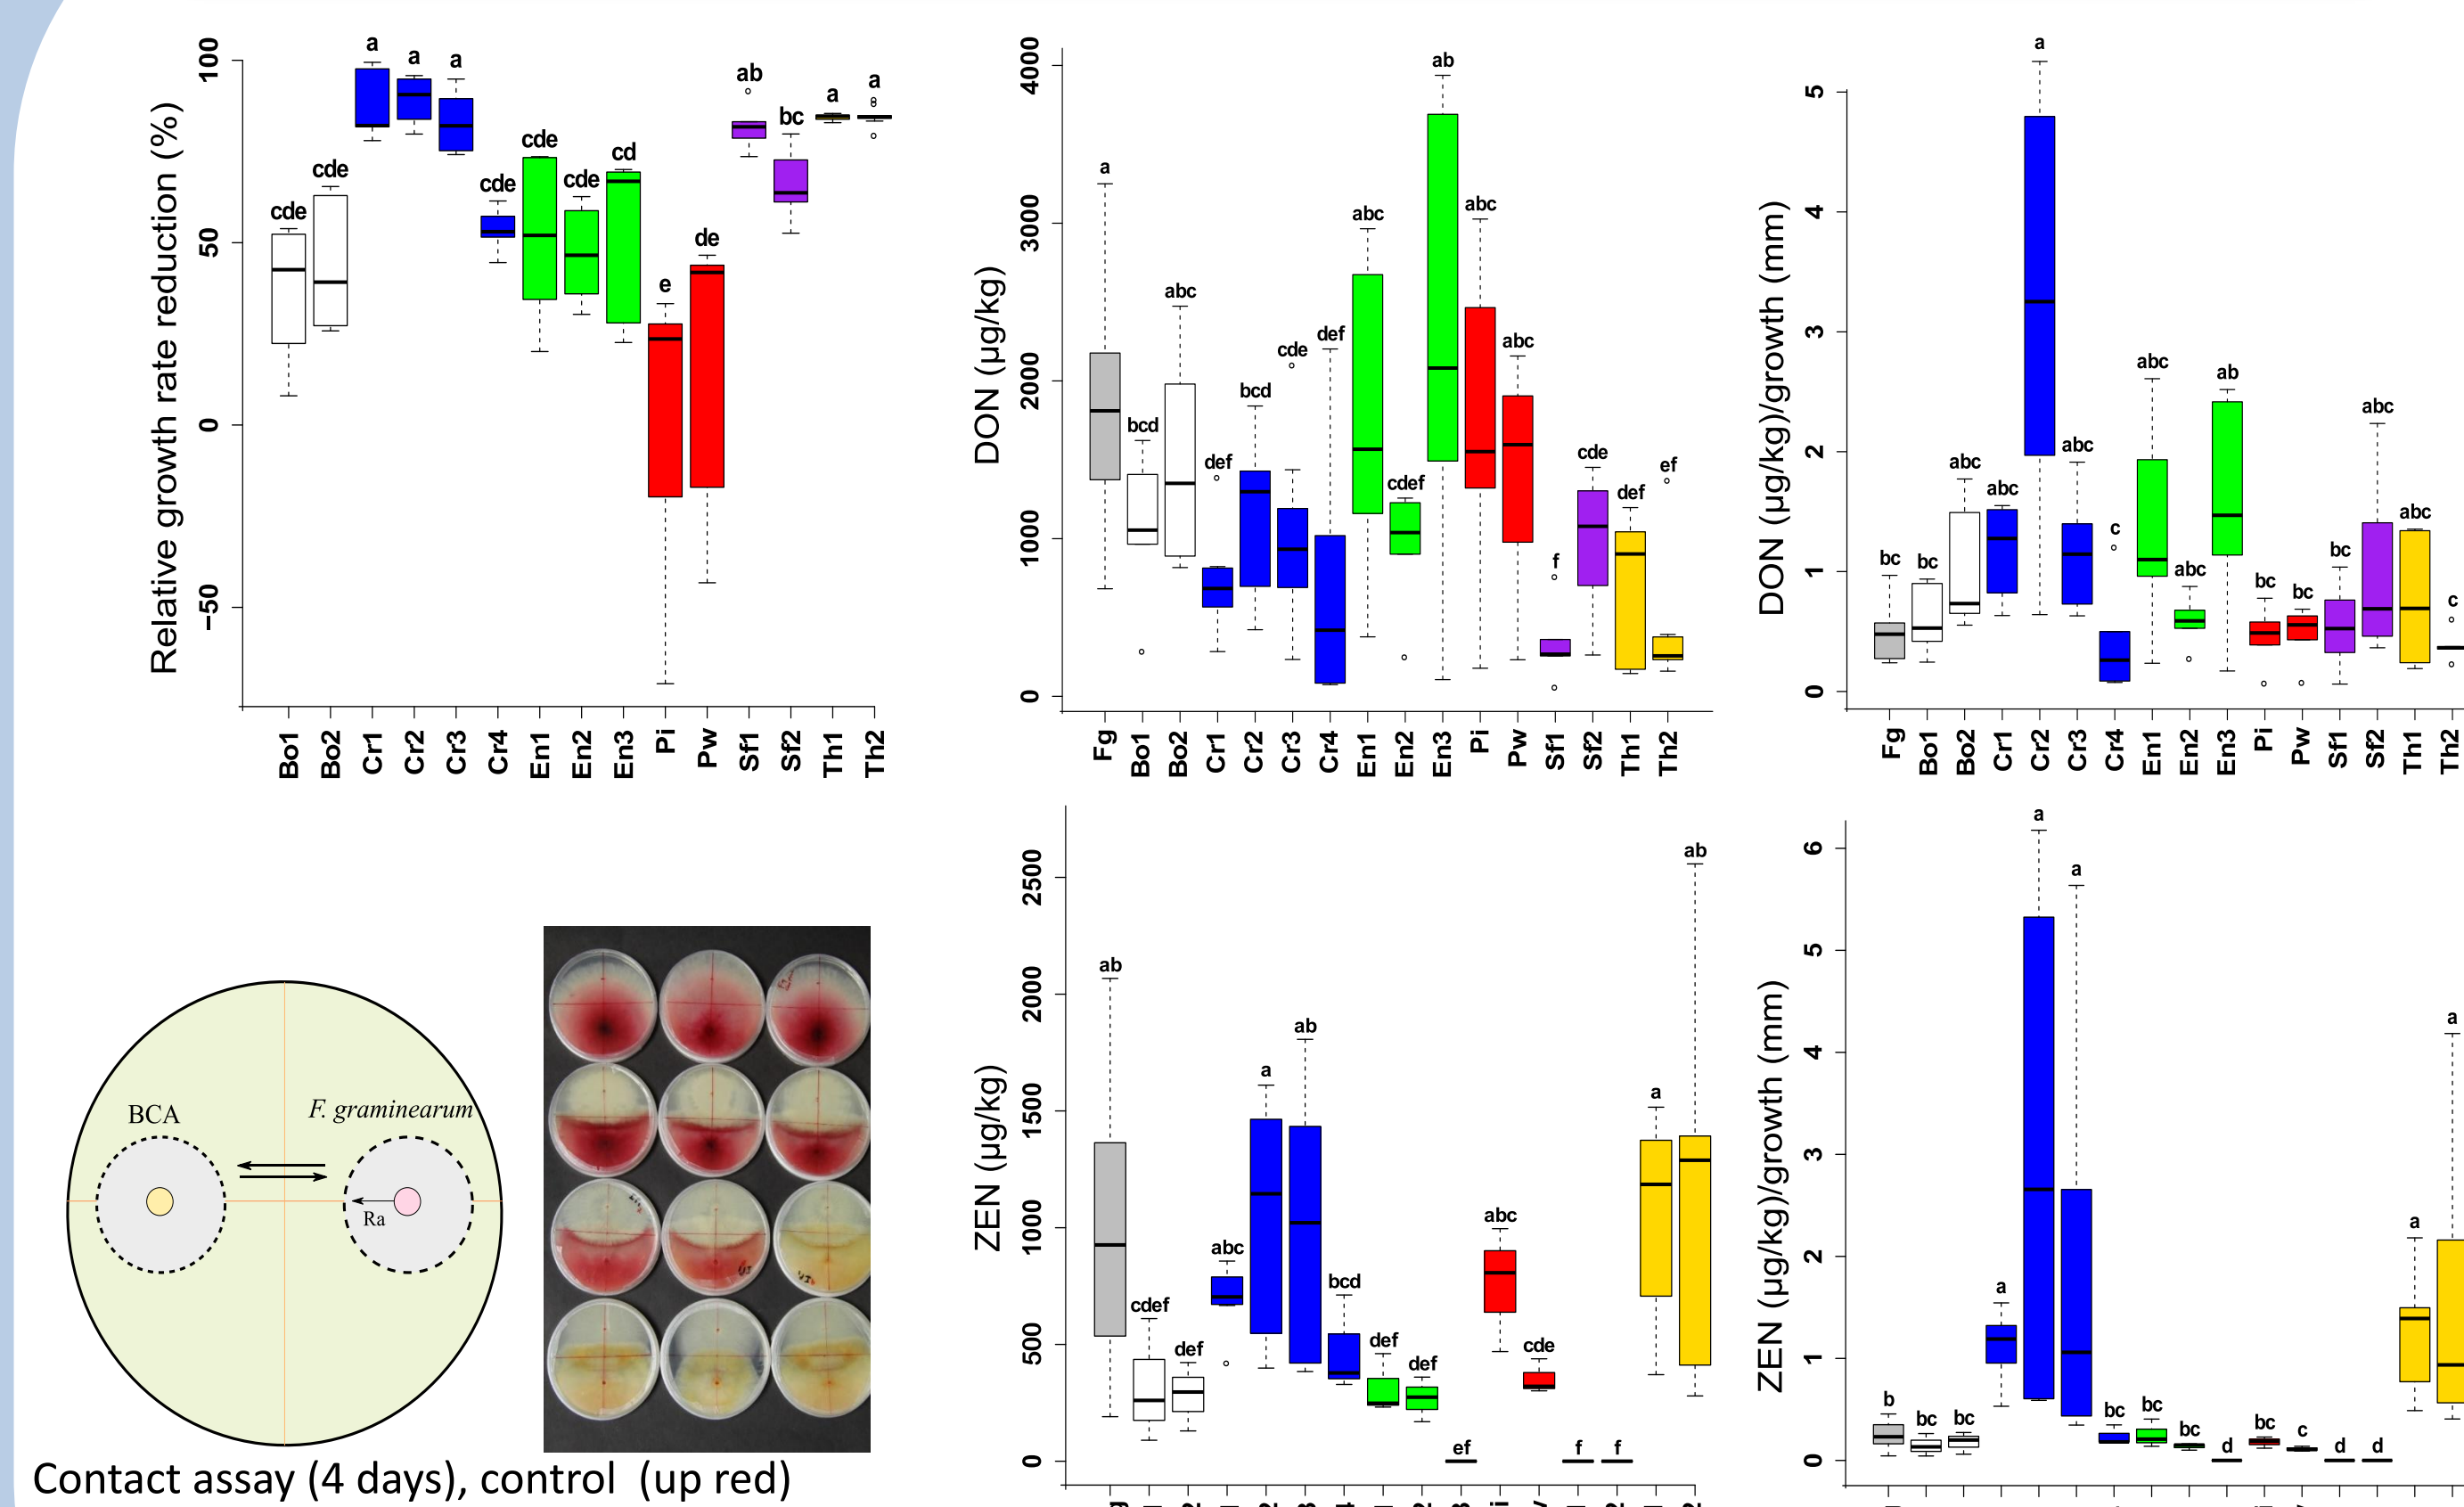 Relative growth rate reduction (%)
100
50
0
−50
a
a
a
cde
cde
cde
cde
cde
cd
e
de
ab
bc
a
a
Bo1
Bo2
Cr1
Cr2
Cr3
Cr4
En1
En2
En3
Pi
Pw
Sf1
Sf2
Th1
Th2
DON (µg/kg)
4000
3000
2000
1000
0
a
bcd
abc
def
bcd
cde
def
abc
cdef
ab
abc
abc
f
cde
def
ef
Fg
Bo1
Bo2
Cr1
Cr2
Cr3
Cr4
En1
En2
En3
Pi
Pw
Sf1
Sf2
Th1
Th2
DON (µg/kg)/growth (mm)
5
4
3
2
1
0
bc
bc
abc
abc
a
abc
c
abc
abc
ab
bc
bc
bc
abc
abc
c
Fg
Bo1
Bo2
Cr1
Cr2
Cr3
Cr4
En1
En2
En3
Pi
Pw
Sf1
Sf2
Th1
Th2
BCA
F. graminearum
Ra
Contact assay (4 days), control (up red)
ZEN (µg/kg)
2500
2000
1500
1000
500
0
ab
cdef
def
abc
a
ab
bcd
def
def
ef
abc
cde
f
f
a
ab
ZEN (µg/kg)/growth (mm)
6
5
4
3
2
1
0
b
bc
bc
a
a
a
bc
bc
bc
d
bc
c
d
d
a
a